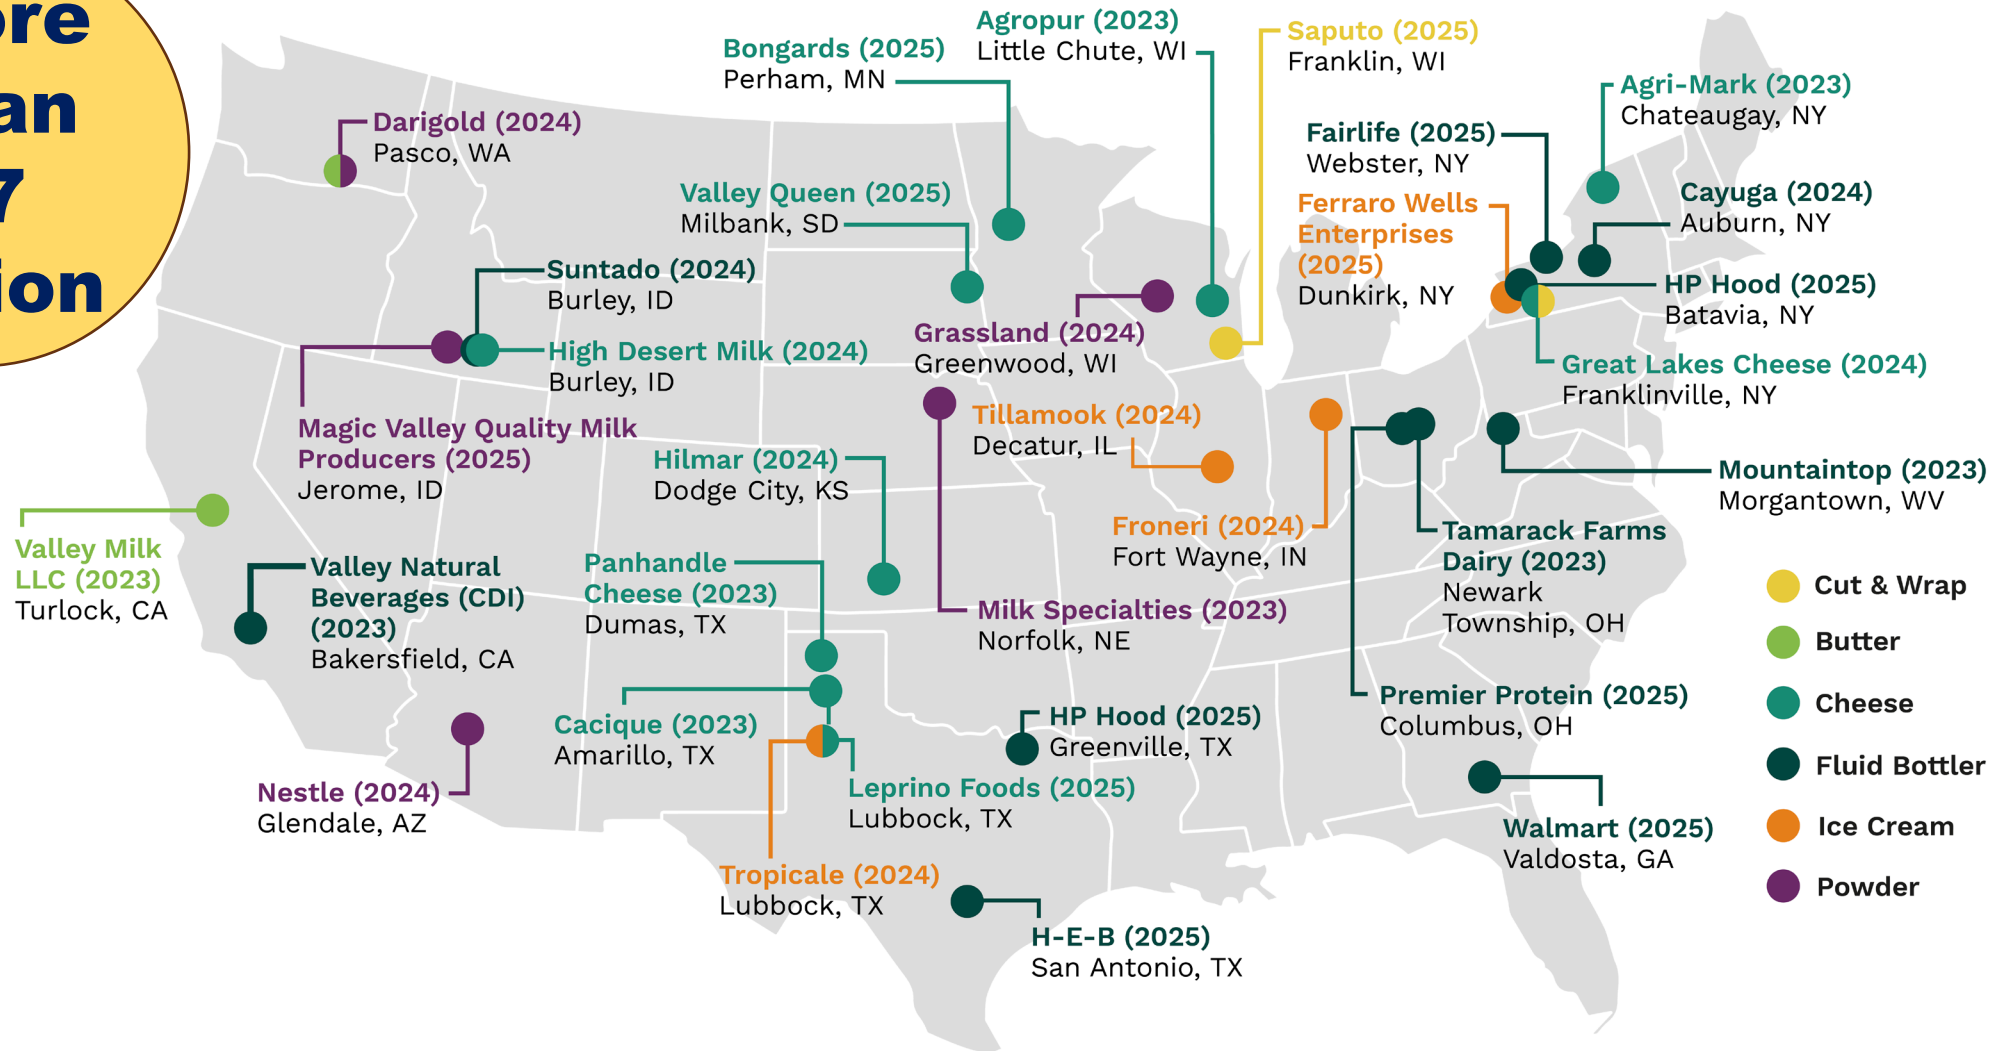 ore
an
7
ion
Agropur (2023)
Little Chute, WI
Bongards (2025)
Perham, MN
Saputo (2025)
Franklin, WI
Agri-Mark (2023)
Chateaugay, NY
Darigold (2024)
Pasco, WA
Fairlife (2025)
Webster, NY
Valley Queen (2025)
Milbank, SD
Ferraro Wells
Enterprises
(2025)
Dunkirk, NY
Cayuga (2024)
Auburn, NY
Suntado (2024)
Burley, ID
HP Hood (2025)
Batavia, NY
Grassland (2024)
Greenwood, WI
High Desert Milk (2024)
Burley, ID
Great Lakes Cheese (2024)
Franklinville, NY
Magic Valley Quality Milk
Producers (2025)
Jerome, ID
Tillamook (2024)
Decatur, IL
Hilmar (2024)
Dodge City, KS
Mountaintop (2023)
Morgantown, WV
Froneri (2024)
Fort Wayne, IN
Tamarack Farms
Dairy (2023)
Newark
Township, OH
Valley Milk
LLC (2023)
Turlock, CA
Valley Natural
Beverages (CDI)
(2023)
Bakersfield, CA
Panhandle
Cheese (2023)
Dumas, TX
Milk Specialties (2023)
Norfolk, NE
Premier Protein (2025)
Columbus, OH
Cacique (2023)
Amarillo, TX
HP Hood (2025)
Greenville, TX
Nestle (2024)
Glendale, AZ
Leprino Foods (2025)
Lubbock, TX
Walmart (2025)
Valdosta, GA
Tropicale (2024)
Lubbock, TX
H-E-B (2025)
San Antonio, TX
Cut & Wrap
Butter
Cheese
Fluid Bottler
Ice Cream
Powder